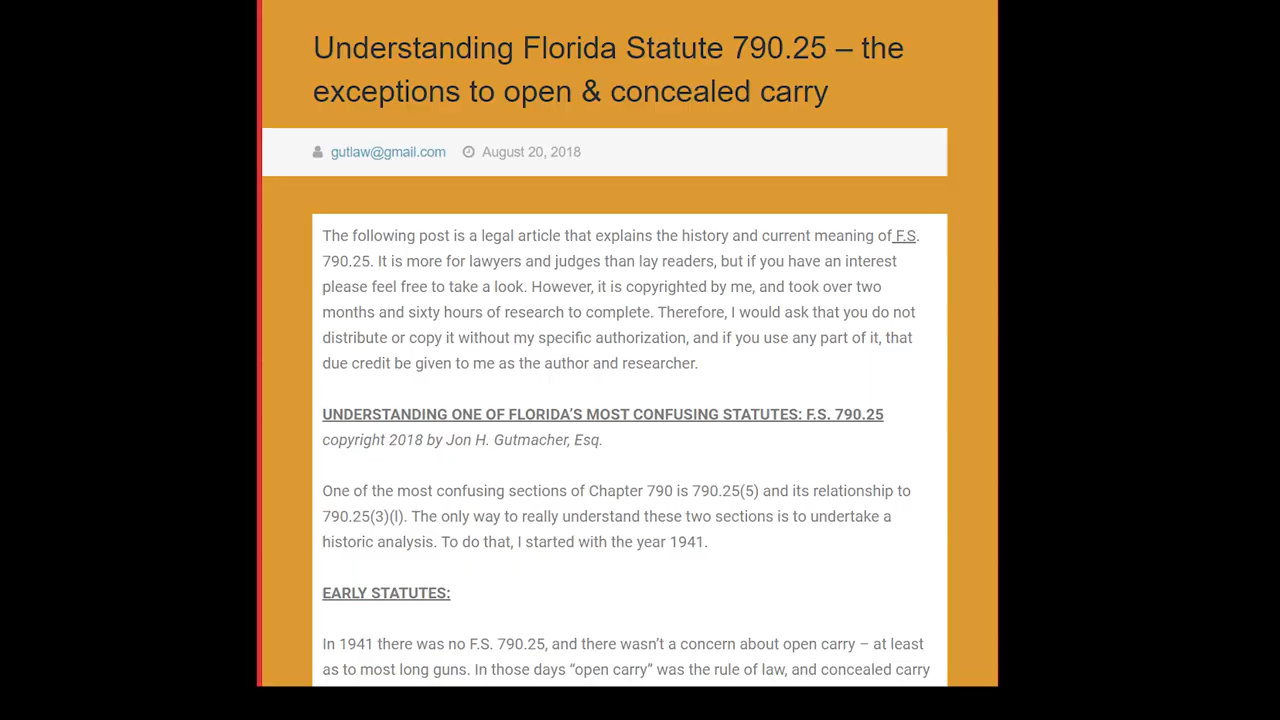 Understanding Florida Statute 790.25 – the
exceptions to open & concealed carry
gutlaw@gmail.com August 20, 2018
The following post is a legal article that explains the history and current meaning of F.S.
790.25. It is more for lawyers and judges than lay readers, but if you have an interest
please feel free to take a look. However, it is copyrighted by me, and took over two
months and sixty hours of research to complete. Therefore, I would ask that you do not
distribute or copy it without my specific authorization, and if you use any part of it, that
due credit be given to me as the author and researcher.
UNDERSTANDING ONE OF FLORIDA'S MOST CONFUSING STATUTES: F.S. 790.25
copyright 2018 by Jon H. Gutmacher, Esq.
One of the most confusing sections of Chapter 790 is 790.25(5) and its relationship to
790.25(3)(l). The only way to really understand these two sections is to undertake a
historic analysis. To do that, I started with the year 1941.
EARLY STATUTES:
In 1941 there was no F.S. 790.25, and there wasn't a concern about open carry – at least
as to most long guns. In those days “open carry” was the rule of law, and concealed carry